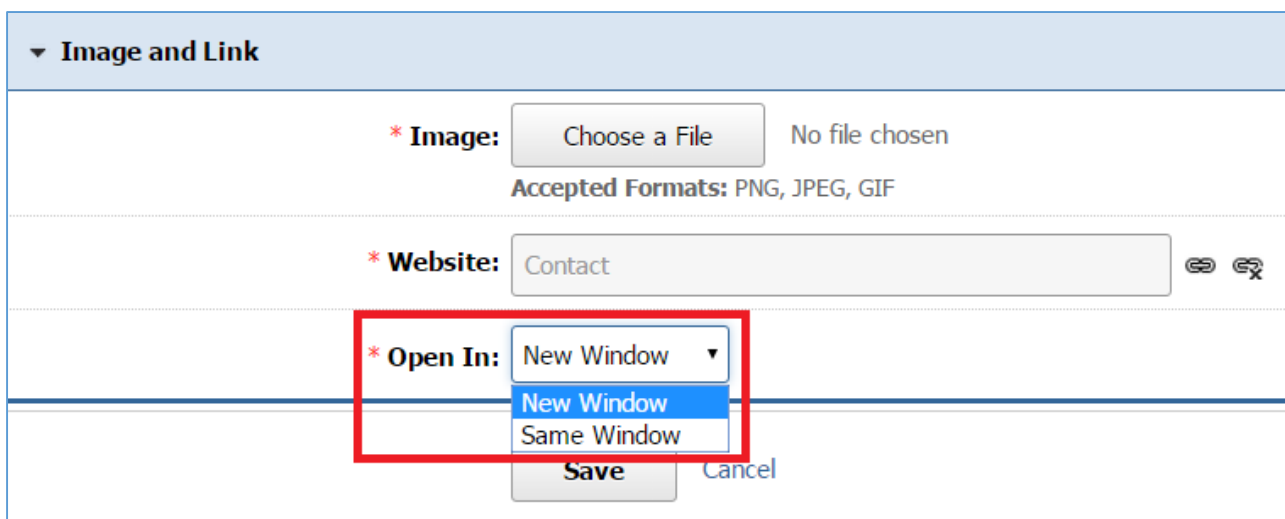 Image and Link
* Image: Choose a File No file chosen
Accepted Formats: PNG, JPEG, GIF
* Website: Contact
* Open In: New Window
New Window
Same Window
Save Cancel